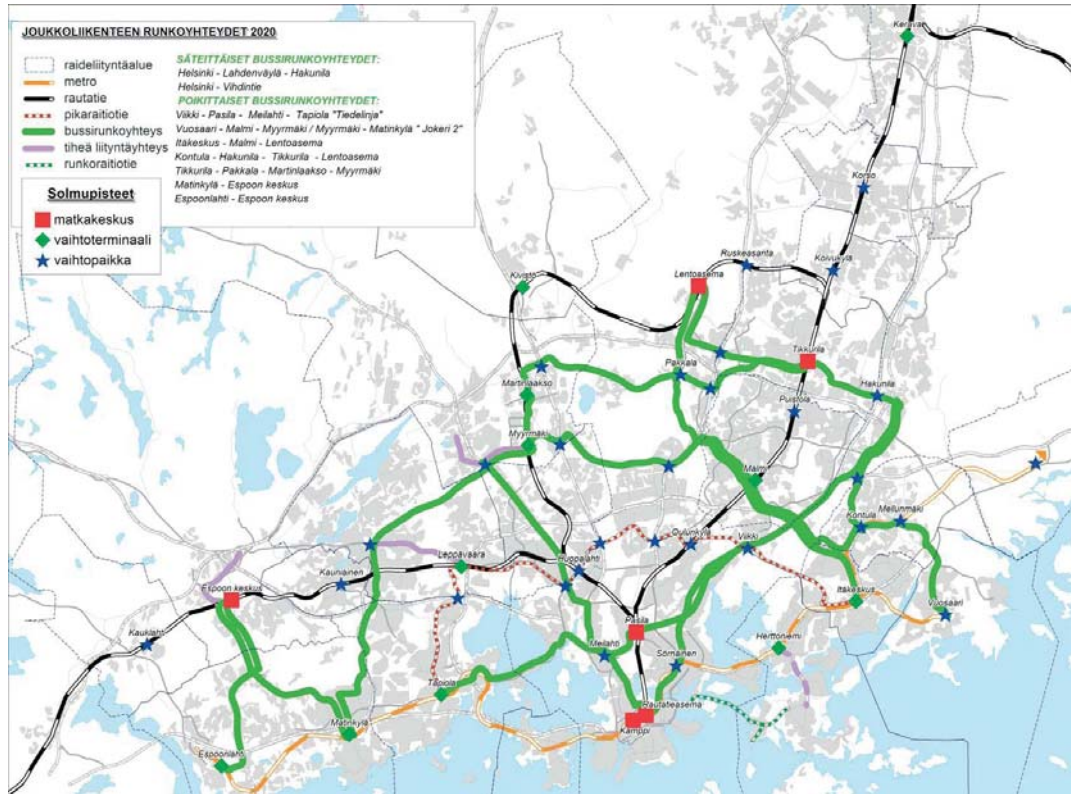 JOUKKOLIIKENTEEN RUNKOYHTEYDET 2020
raideliityntäalue
metro
rautatie
pikaraitiotie
bussirunkoyhteys
tiheä liityntäyhteys
runkoraitiotie
SÄTEITTÄISET BUSSIRUNKOYHTEYDET:
Helsinki - Lahdenväylä - Hakunila
Helsinki - Vihdintie
POIKITTAISET BUSSIRUNKOYHTEYDET:
Viikki - Pasila - Meilahti - Tapiola "Tiedelinja"
Vuosaari - Malmi - Myyrmäki / Myyrmäki - Matinkylä " Jokeri 2"
Itäkeskus - Malmi - Lentoasema
Kontula - Hakunila - Tikkurila - Lentoasema
Tikkurila - Pakkala - Martinlaakso - Myyrmäki
Matinkylä - Espoon keskus
Espoonlahti - Espoon keskus
Solmupisteet
matkakeskus
vaihtoterminaali
vaihtopaikka
Kerava
Korso
Ruskeasanta
Koivukylä
Lentoasema
Kivistö
Tikkurila
Pakkala
Martinlaakso
Hakunila
Puistola
Myyrmäki
Malmi
Kontula
Mellunmäki
Oulunkylä
Viikki
Leppävaara
Huopalahti
Kauniainen
Espoon keskus
Itäkeskus
Vuosaari
Kauklahti
Pasila
Meilahti
Herttoniemi
Sörnäinen
Tapiola
Rautatieasema
Kamppi
Matinkylä
Espoonlahti